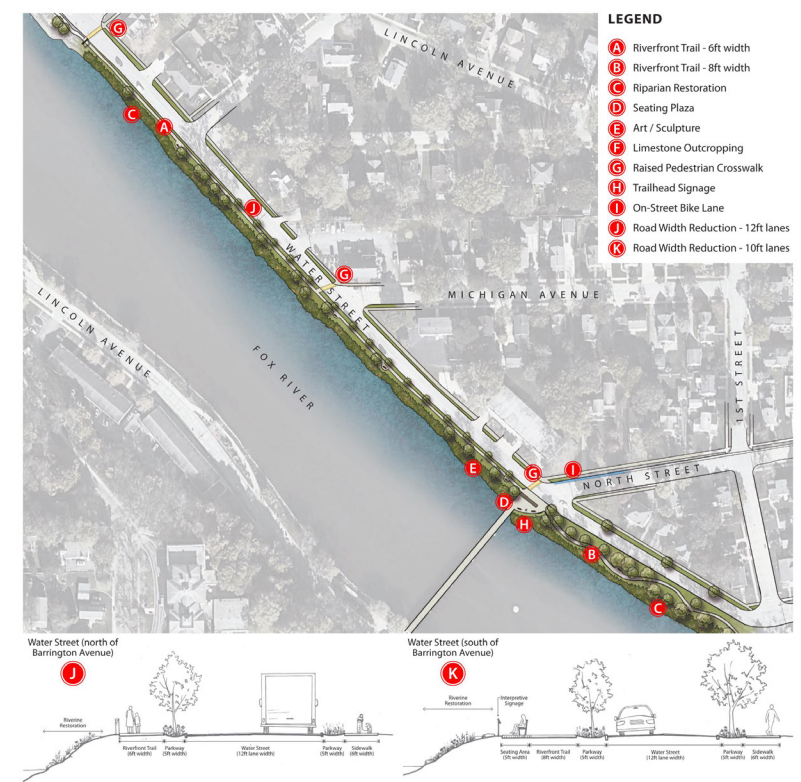 LEGEND
A Riverfront Trail - 6ft width
B Riverfront Trail - 8ft width
C Riparian Restoration
D Seating Plaza
E Art / Sculpture
F Limestone Outcropping
G Raised Pedestrian Crosswalk
H Trailhead Signage
I On-Street Bike Lane
J Road Width Reduction - 12ft lanes
K Road Width Reduction - 10ft lanes
G
LINCOLN AVENUE
C
A
J
WATER STREET
G
MICHIGAN AVENUE
LINCOLN AVENUE
FOX RIVER
1ST STREET
E
G
I
NORTH STREET
D
H
B
C
Water Street (north of
Barrington Avenue)
J
Riverine
Restoration
Riverfront Trail
(6ft width)
Parkway
(5ft width)
Water Street
(12ft lane width)
Parkway
(5ft width)
Sidewalk
(6ft width)
Water Street (south of
Barrington Avenue)
K
Riverine
Restoration
Interpretive
Signage
Seating Area
(5ft width)
Riverfront Trail
(8ft width)
Parkway
(5ft width)
Water Street
(12ft lane width)
Parkway
(5ft width)
Sidewalk
(6ft width)